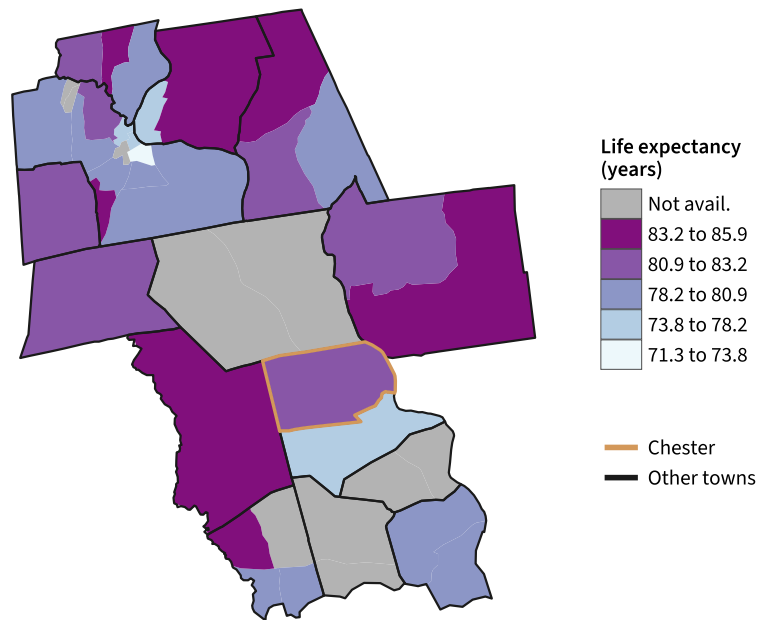 Life expectancy
(years)
Not avail.
83.2 to 85.9
80.9 to 83.2
78.2 to 80.9
73.8 to 78.2
71.3 to 73.8
Chester
Other towns